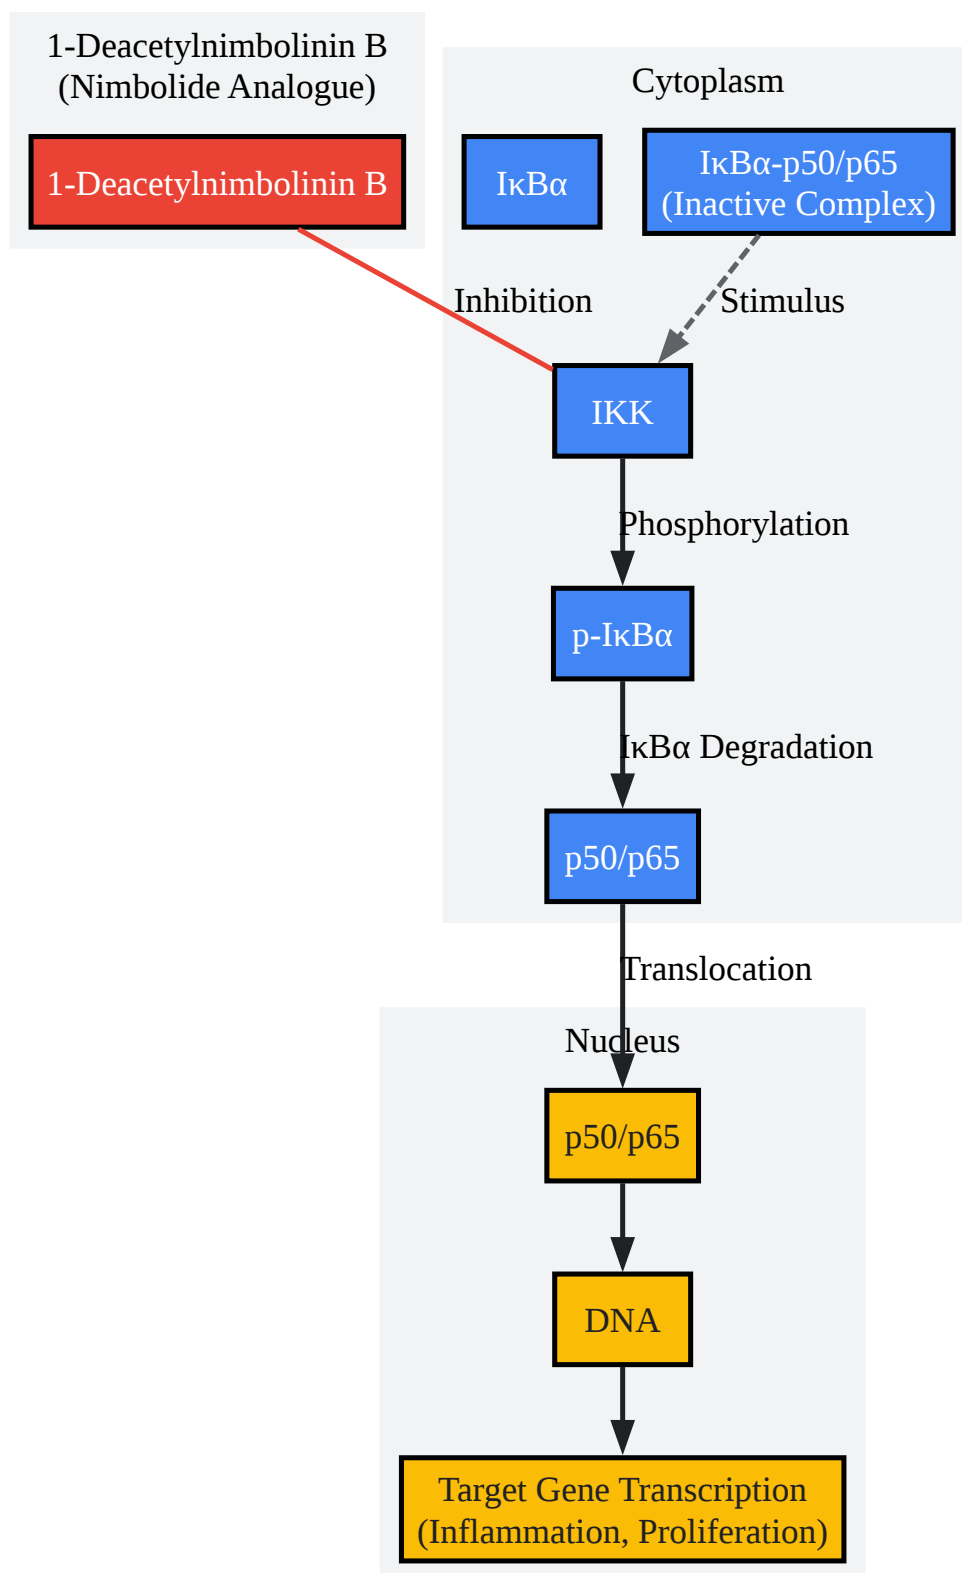 1-Deacetylnimbolinin B
(Nimbolide Analogue)
1-Deacetylnimbolinin B
Cytoplasm
IκBα
IκBα-p50/p65
(Inactive Complex)
Inhibition
Stimulus
IKK
Phosphorylation
p-IκBα
IκBα Degradation
p50/p65
Translocation
Nucleus
p50/p65
DNA
Target Gene Transcription
(Inflammation, Proliferation)